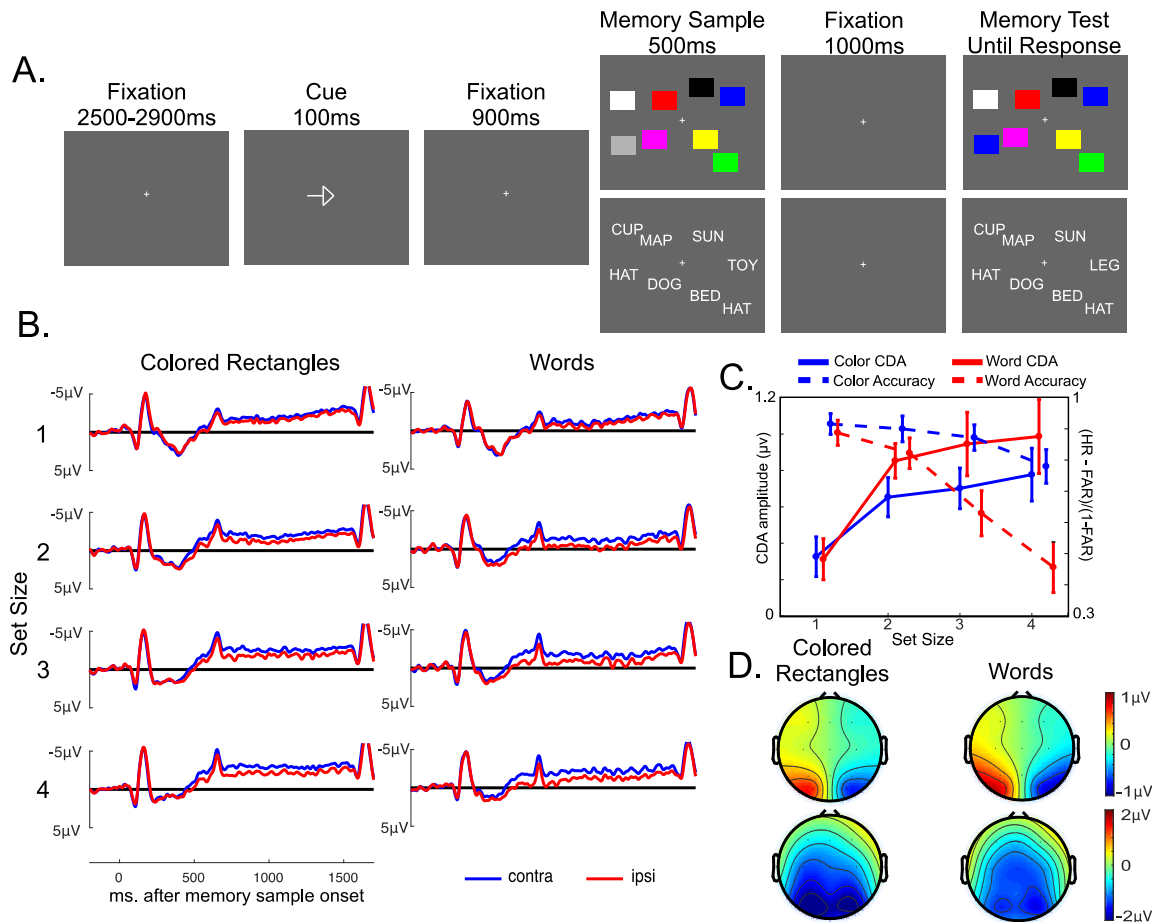 A.
Fixation
2500-2900ms
Cue
100ms
Fixation
900ms
Memory Sample
500ms
Fixation
1000ms
Memory Test
Until Response
CUP
MAP
SUN
HAT
DOG
TOY
BED
HAT
CUP
MAP
SUN
HAT
DOG
LEG
BED
HAT
B.
Colored Rectangles
Words
Set Size
1
-5μV
5μV
-5μV
5μV
2
-5μV
5μV
-5μV
5μV
3
-5μV
5μV
-5μV
5μV
4
-5μV
5μV
-5μV
5μV
0 500 1000 1500
ms. after memory sample onset
contra
ipsi
C.
Color CDA
Word CDA
Color Accuracy
Word Accuracy
1.2
0
CDA amplitude (μv)
1
0.3
(HR - FAR)/(1-FAR)
1 2 3 4
Set Size
D.
Colored
Rectangles
Words
1μV
0
-1μV
2μV
0
-2μV